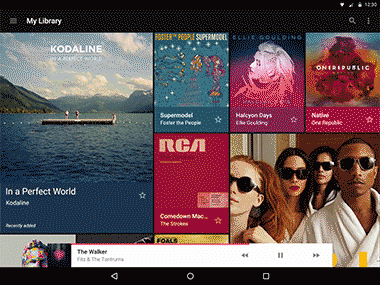 12:30
My Library
KODALINE
IN A PERFECT WORLD
In a Perfect World
Kodaline
Recently added
FOSTER THE PEOPLE SUPERMODEL
Supermodel
Foster the People
ELLIE GOULDING
Halcyon Days
Ellie Goulding
ONEREPUBLIC
Native
One Republic
RCA
Comedown Mac...
The Strokes
FOALS
The Walker
Fitz & The Tantrums